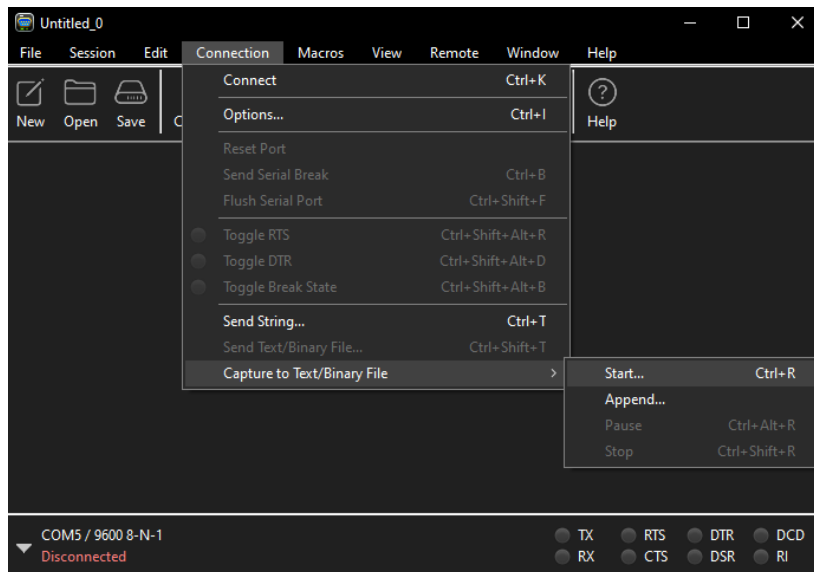 Untitled_0
File Session Edit Connection Macros View Remote Window Help
New Open Save C Help
Connect Ctrl+K
Options... Ctrl+I
Reset Port
Send Serial Break Ctrl+B
Flush Serial Port Ctrl+Shift+F
Toggle RTS Ctrl+Shift+Alt+R
Toggle DTR Ctrl+Shift+Alt+D
Toggle Break State Ctrl+Shift+Alt+B
Send String... Ctrl+T
Send Text/Binary File... Ctrl+Shift+T
Capture to Text/Binary File >
Start... Ctrl+R
Append...
Pause Ctrl+Alt+R
Stop Ctrl+Shift+R
COM5 / 9600 8-N-1 TX RTS DTR DCD
Disconnected RX CTS DSR RI